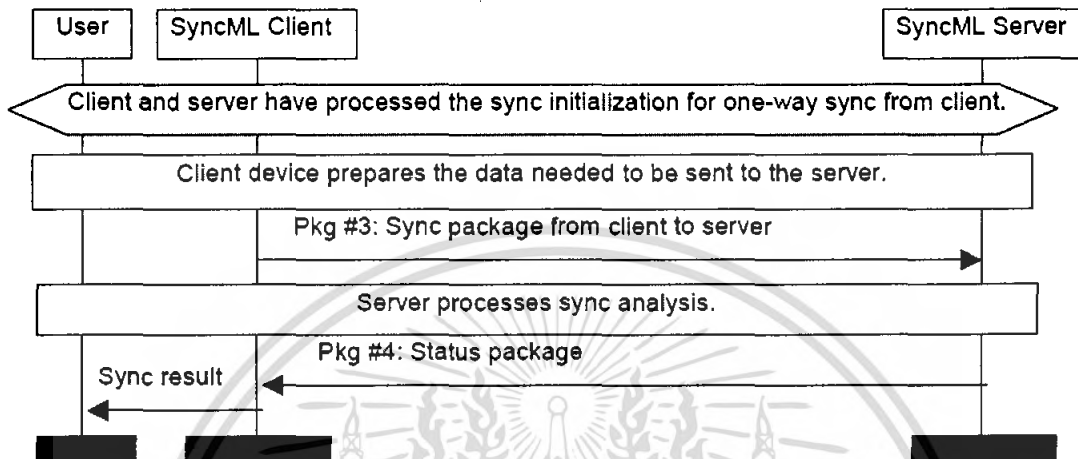 User
SyncML Client
SyncML Server
Client and server have processed the sync initialization for one-way sync from client.
Client device prepares the data needed to be sent to the server.
Pkg #3: Sync package from client to server
Server processes sync analysis.
Pkg #4: Status package
Sync result